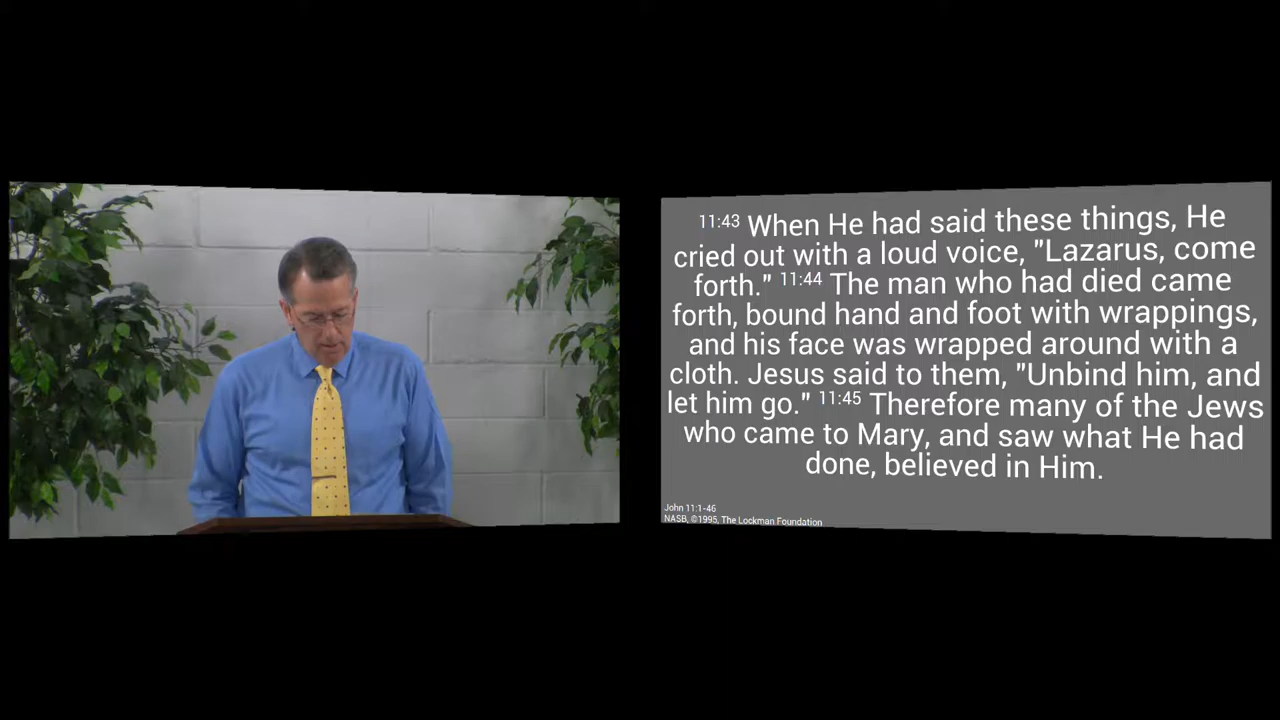 11:43 When He had said these things, He
cried out with a loud voice, "Lazarus, come
forth." 11:44 The man who had died came
forth, bound hand and foot with wrappings,
and his face was wrapped around with a
cloth. Jesus said to them, "Unbind him, and
let him go." 11:45 Therefore many of the Jews
who came to Mary, and saw what He had
done, believed in Him.
John 11:1-46
NASB, ©1995, The Lockman Foundation